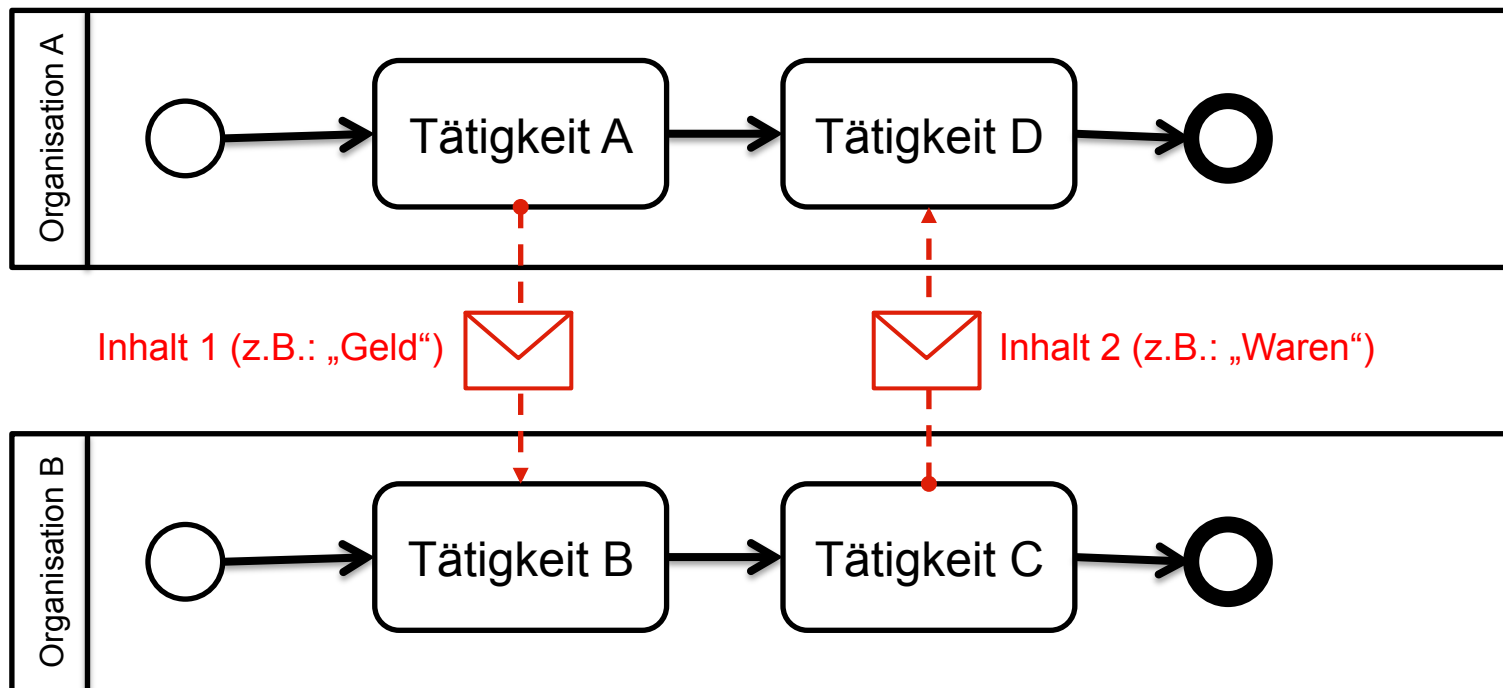 Organisation A
Tätigkeit A
Tätigkeit D
Inhalt 1 (z.B.: „Geld“)
Inhalt 2 (z.B.: „Waren“)
Organisation B
Tätigkeit B
Tätigkeit C